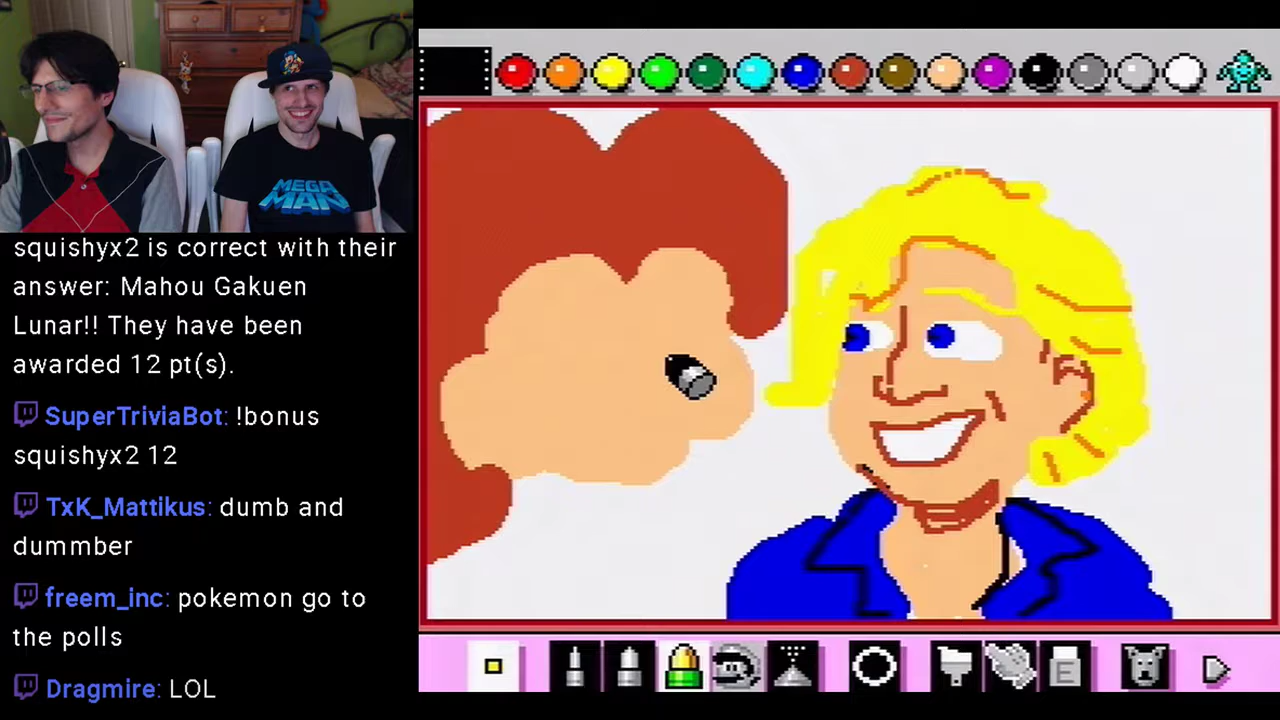 MEGA
MAN
squishyx2 is correct with their
answer: Mahou Gakuen
Lunar!! They have been
awarded 12 pt(s).
SuperTriviaBot: !bonus
squishyx2 12
TxK_Mattikus: dumb and
dummber
freem_inc: pokemon go to
the polls
Dragmire: LOL
E